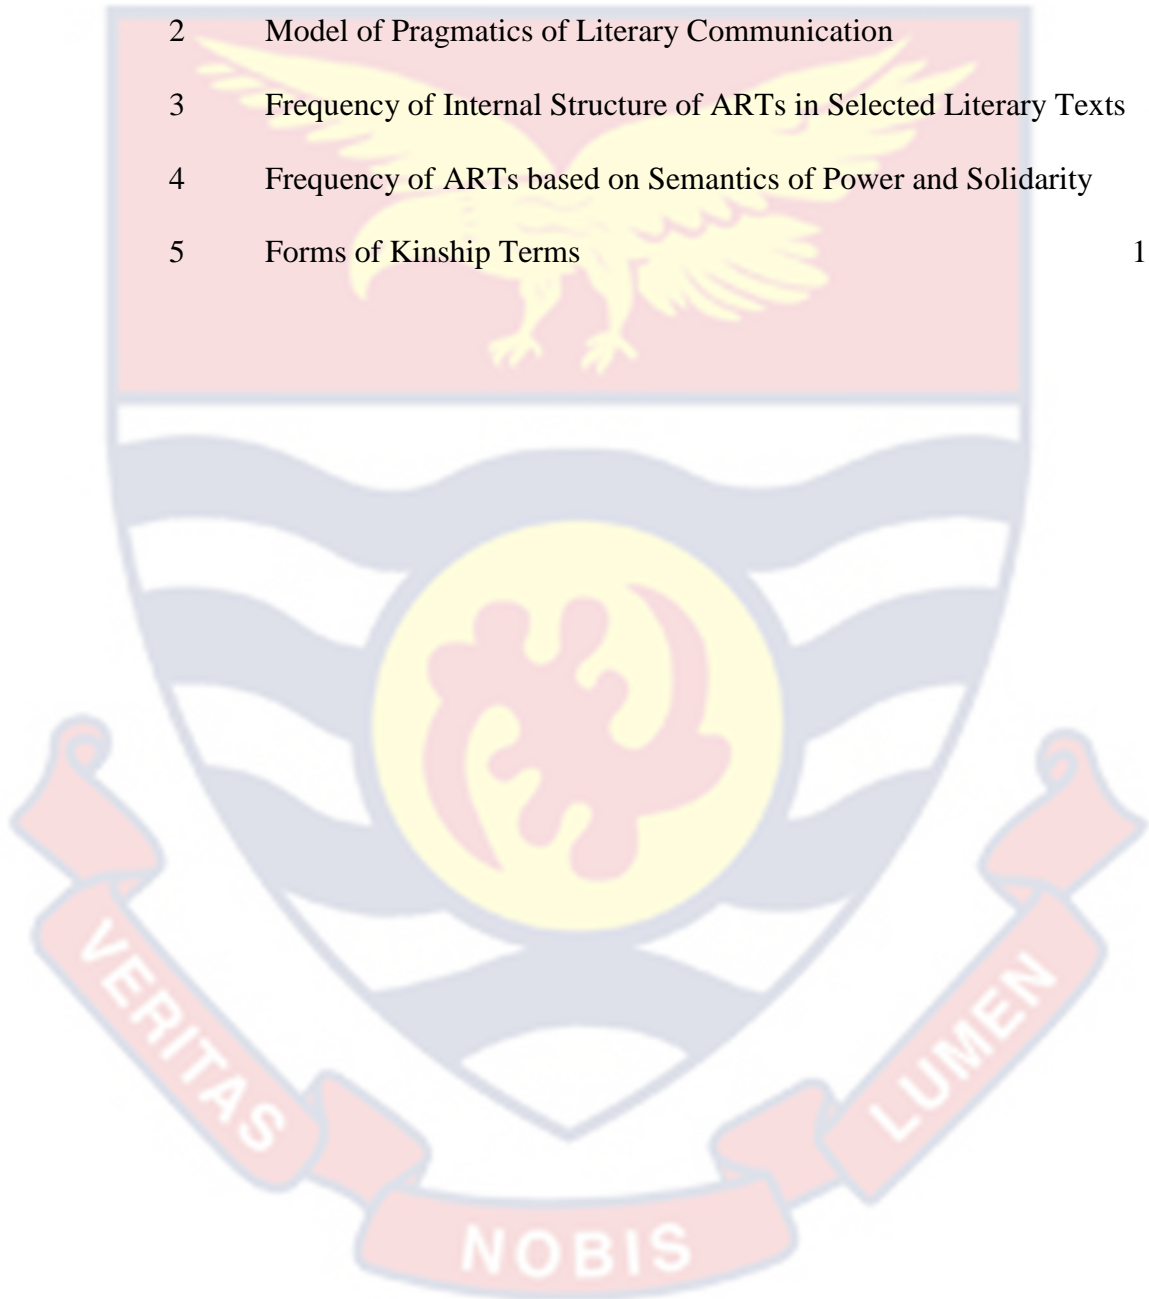 2 Model of Pragmatics of Literary Communication
3 Frequency of Internal Structure of ARTs in Selected Literary Texts
4 Frequency of ARTs based on Semantics of Power and Solidarity
5 Forms of Kinship Terms 1
VERITAS
NOBIS
LUMEN